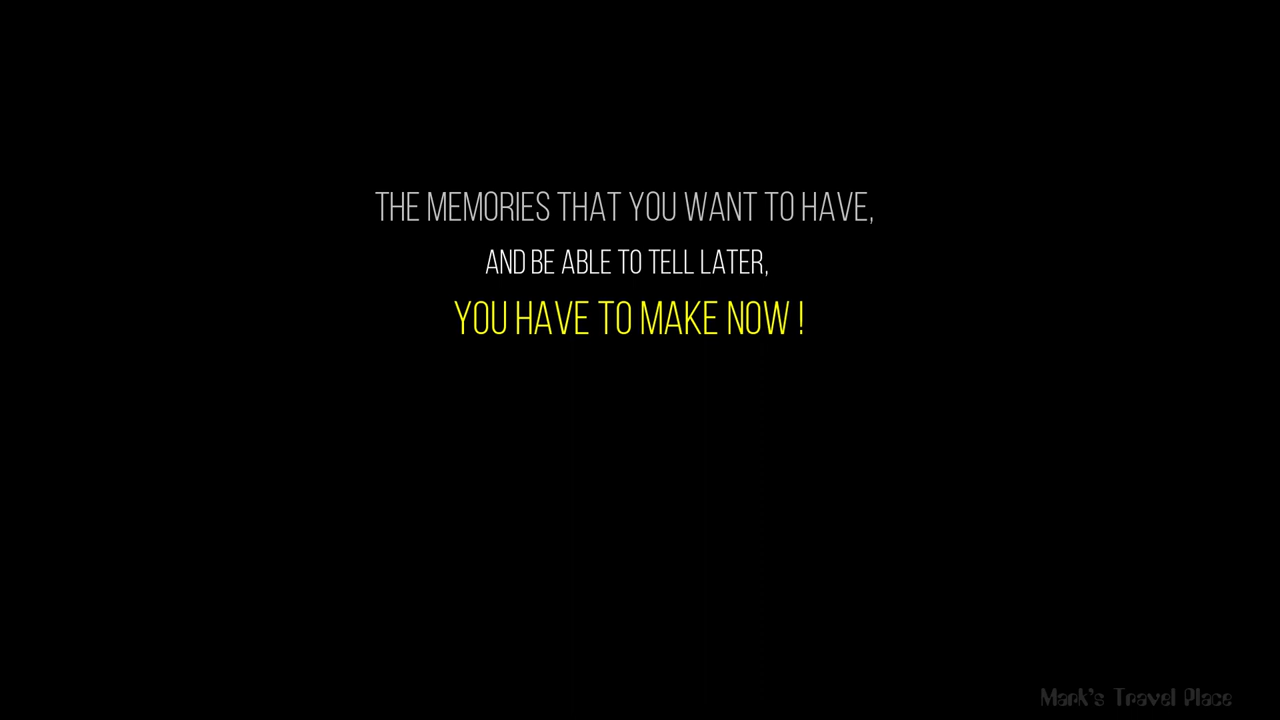 THE MEMORIES THAT YOU WANT TO HAVE,
AND BE ABLE TO TELL LATER,
YOU HAVE TO MAKE NOW !
Mark's Travel Place